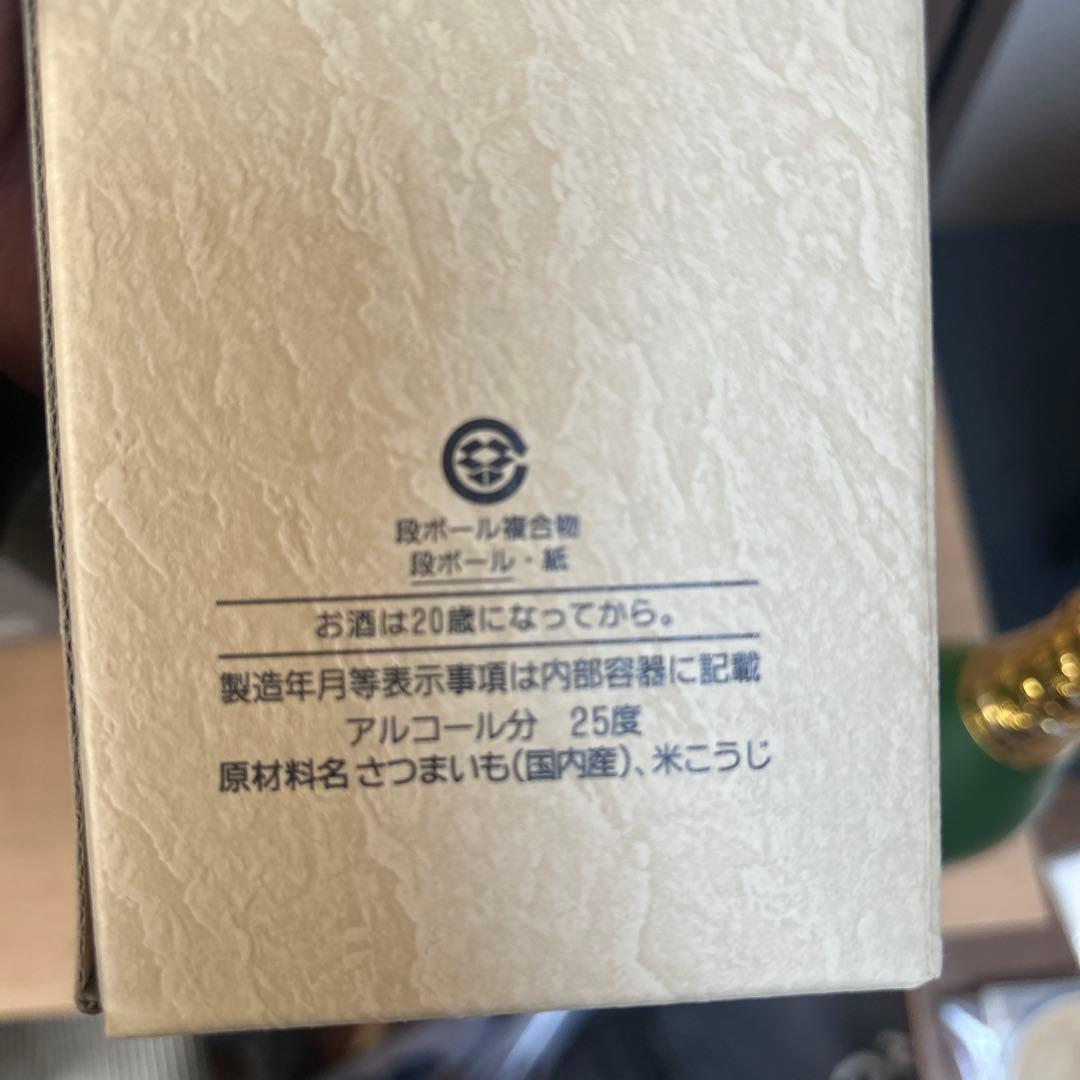 段ボール複合物
段ボール・紙
お酒は20歳になってから。
製造年月等表示事項は内部容器に記載
アルコール分 25度
原材料名 さつまいも(国内産)、米こうじ